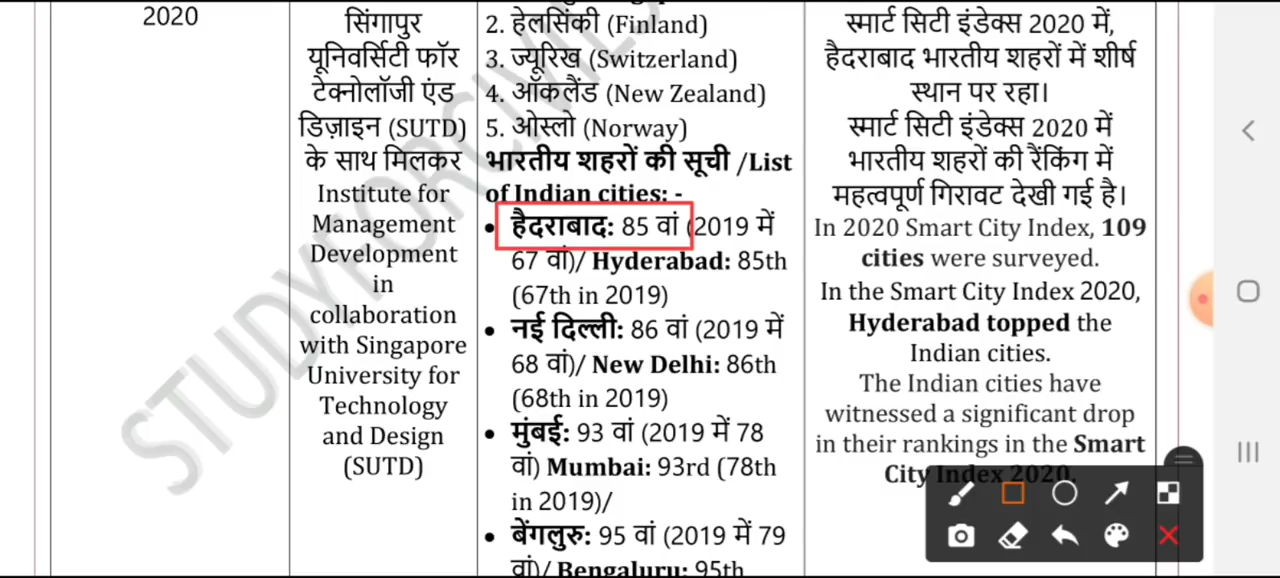 2020
सिंगापुर
यूनिवर्सिटी फॉर
टेक्नोलॉजी एंड
डिज़ाइन (SUTD)
के साथ मिलकर
Institute for
Management
Development
in
collaboration
with Singapore
University for
Technology
and Design
(SUTD)
2. हेलसिंकी (Finland)
3. ज्यूरिख (Switzerland)
4. ऑकलैंड (New Zealand)
5. ओस्लो (Norway)
भारतीय शहरों की सूची /List
of Indian cities: -
• हैदराबाद: 85 वां (2019 में
67 वां)/ Hyderabad: 85th
(67th in 2019)
• नई दिल्ली: 86 वां (2019 में
68 वां)/ New Delhi: 86th
(68th in 2019)
• मुंबई: 93 वां (2019 में 78
वां) Mumbai: 93rd (78th
in 2019)/
• बेंगलुरु: 95 वां (2019 में 79
वां)/ Bengaluru: 95th
स्मार्ट सिटी इंडेक्स 2020 में,
हैदराबाद भारतीय शहरों में शीर्ष
स्थान पर रहा।
स्मार्ट सिटी इंडेक्स 2020 में
भारतीय शहरों की रैंकिंग में
महत्वपूर्ण गिरावट देखी गई है।
In 2020 Smart City Index, 109
cities were surveyed.
In the Smart City Index 2020,
Hyderabad topped the
Indian cities.
The Indian cities have
witnessed a significant drop
in their rankings in the Smart
City Index 2020.
STUDYFORCIVILS